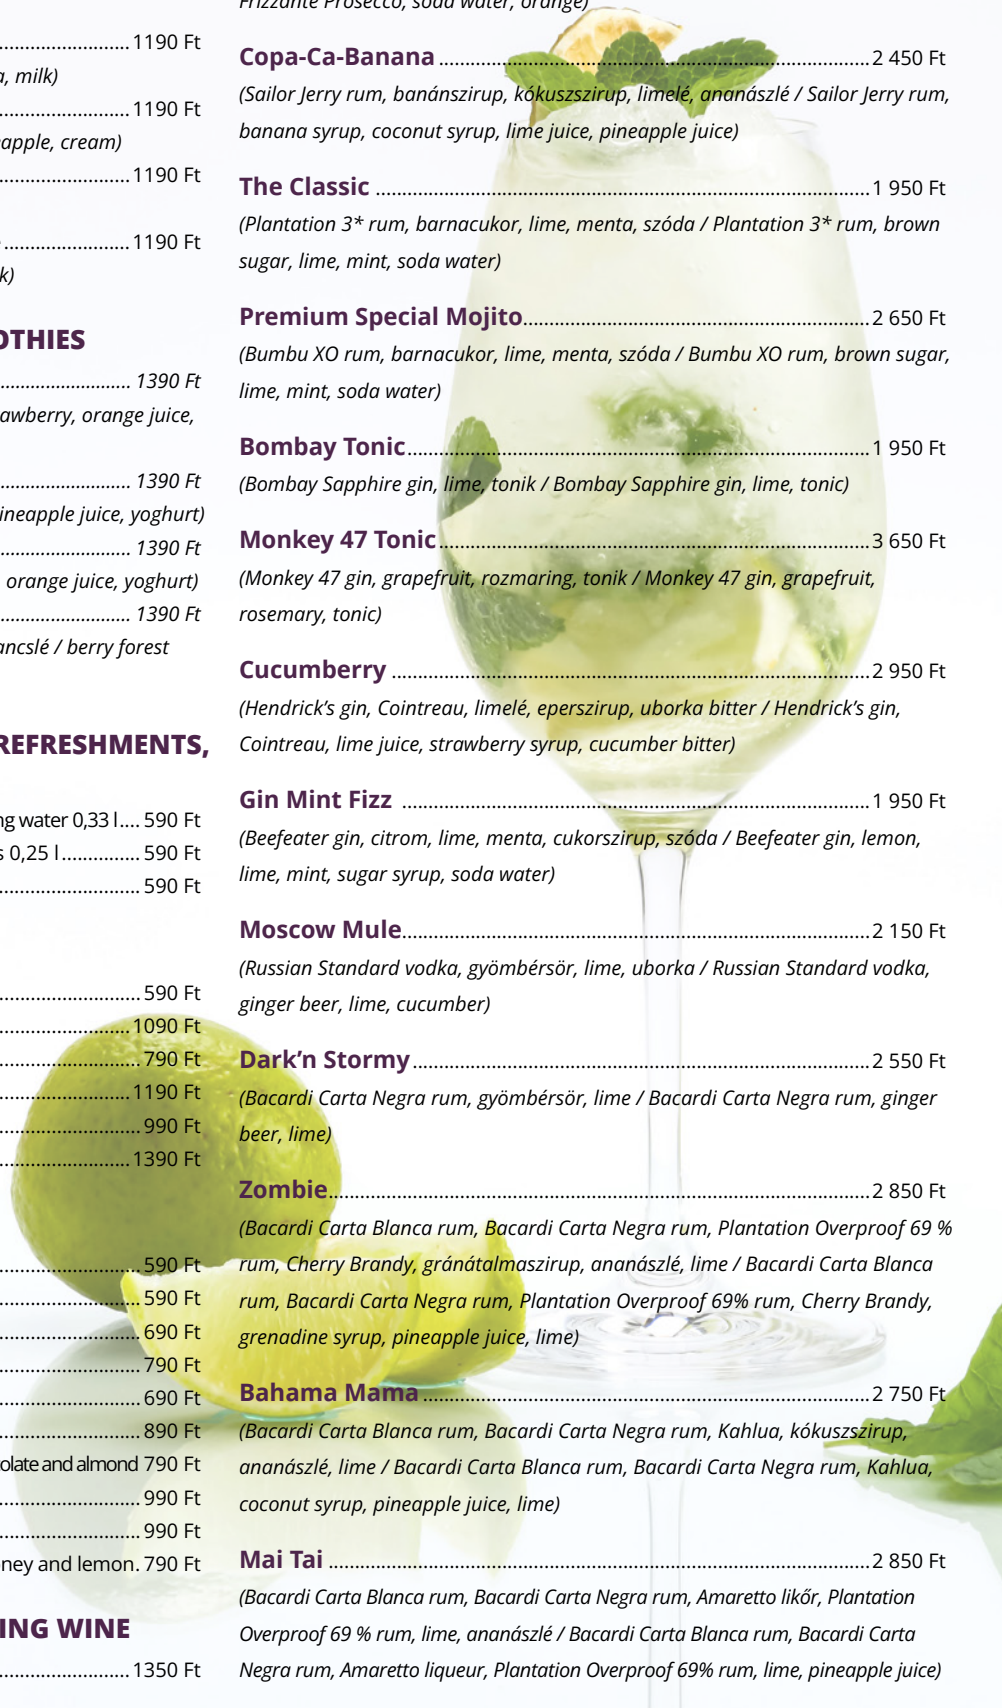 1190 Ft
, milk)
1190 Ft
apple, cream)
1190 Ft
1190 Ft
k)
OTHIES
1390 Ft
awberry, orange juice,
1390 Ft
ineapple juice, yoghurt)
1390 Ft
orange juice, yoghurt)
1390 Ft
ancslé / berry forest
REFRESHMENTS,
ng water 0,33 l.... 590 Ft
s 0,25 l............... 590 Ft
590 Ft
590 Ft
1090 Ft
790 Ft
1190 Ft
990 Ft
1390 Ft
590 Ft
590 Ft
690 Ft
790 Ft
690 Ft
890 Ft
olate and almond 790 Ft
990 Ft
990 Ft
ney and lemon. 790 Ft
ING WINE
1350 Ft
Frizzante Prosecco, soda water, orange)
Copa-Ca-Banana 2 450 Ft
(Sailor Jerry rum, banánszirup, kókuszszirup, limelé, ananászlé / Sailor Jerry rum,
banana syrup, coconut syrup, lime juice, pineapple juice)
The Classic 1 950 Ft
(Plantation 3* rum, barnacukor, lime, menta, szóda / Plantation 3* rum, brown
sugar, lime, mint, soda water)
Premium Special Mojito 2 650 Ft
(Bumbu XO rum, barnacukor, lime, menta, szóda / Bumbu XO rum, brown sugar,
lime, mint, soda water)
Bombay Tonic 1 950 Ft
(Bombay Sapphire gin, lime, tonik / Bombay Sapphire gin, lime, tonic)
Monkey 47 Tonic 3 650 Ft
(Monkey 47 gin, grapefruit, rozmaring, tonik / Monkey 47 gin, grapefruit,
rosemary, tonic)
Cucumberry 2 950 Ft
(Hendrick’s gin, Cointreau, limelé, eperszirup, uborka bitter / Hendrick’s gin,
Cointreau, lime juice, strawberry syrup, cucumber bitter)
Gin Mint Fizz 1 950 Ft
(Beefeater gin, citrom, lime, menta, cukorszirup, szóda / Beefeater gin, lemon,
lime, mint, sugar syrup, soda water)
Moscow Mule 2 150 Ft
(Russian Standard vodka, gyömbérsör, lime, uborka / Russian Standard vodka,
ginger beer, lime, cucumber)
Dark’n Stormy 2 550 Ft
(Bacardi Carta Negra rum, gyömbérsör, lime / Bacardi Carta Negra rum, ginger
beer, lime)
Zombie 2 850 Ft
(Bacardi Carta Blanca rum, Bacardi Carta Negra rum, Plantation Overproof 69 %
rum, Cherry Brandy, gránátalmaszirup, ananászlé, lime / Bacardi Carta Blanca
rum, Bacardi Carta Negra rum, Plantation Overproof 69% rum, Cherry Brandy,
grenadine syrup, pineapple juice, lime)
Bahama Mama 2 750 Ft
(Bacardi Carta Blanca rum, Bacardi Carta Negra rum, Kahlua, kókuszszirup,
ananászlé, lime / Bacardi Carta Blanca rum, Bacardi Carta Negra rum, Kahlua,
coconut syrup, pineapple juice, lime)
Mai Tai 2 850 Ft
(Bacardi Carta Blanca rum, Bacardi Carta Negra rum, Amaretto likőr, Plantation
Overproof 69 % rum, lime, ananászlé / Bacardi Carta Blanca rum, Bacardi Carta
Negra rum, Amaretto liqueur, Plantation Overproof 69% rum, lime, pineapple juice)